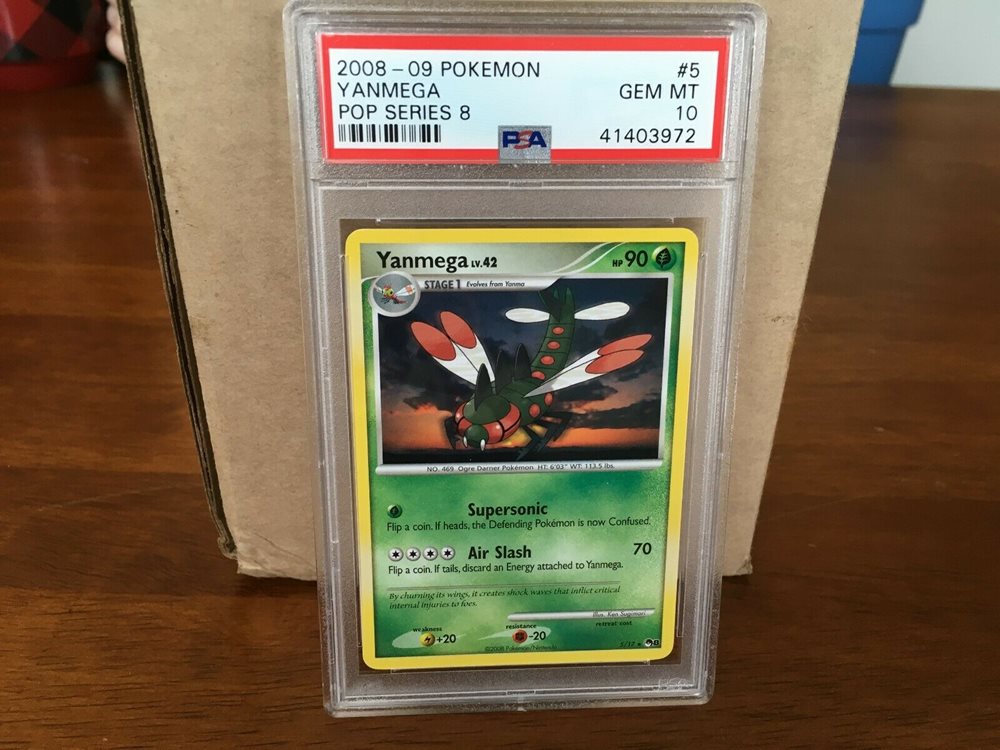 2008 – 09 POKEMON #5
YANMEGA GEM MT
POP SERIES 8 10
PSA 41403972
Yanmega LV.42 HP 90
STAGE 1 Evolves from Yanma
NO. 469 Ogre Darner Pokémon HT: 6'03" WT: 113.5 lbs.
Supersonic
Flip a coin. If heads, the Defending Pokémon is now Confused.
Air Slash 70
Flip a coin. If tails, discard an Energy attached to Yanmega.
By churning its wings, it creates shock waves that inflict critical
internal injuries to foes.
Illus. Ken Sugimori
weakness resistance retreat cost
+20 -20
©2008 Pokémon/Nintendo 5/17 ★ 8